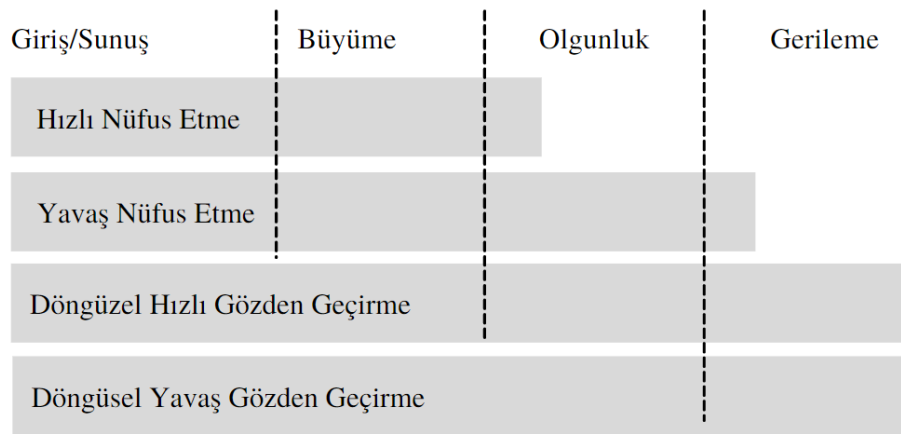 Giriş/Sunuş Büyüme Olgunluk Gerileme
Hızlı Nüfus Etme
Yavaş Nüfus Etme
Döngüzel Hızlı Gözden Geçirme
Döngüsel Yavaş Gözden Geçirme